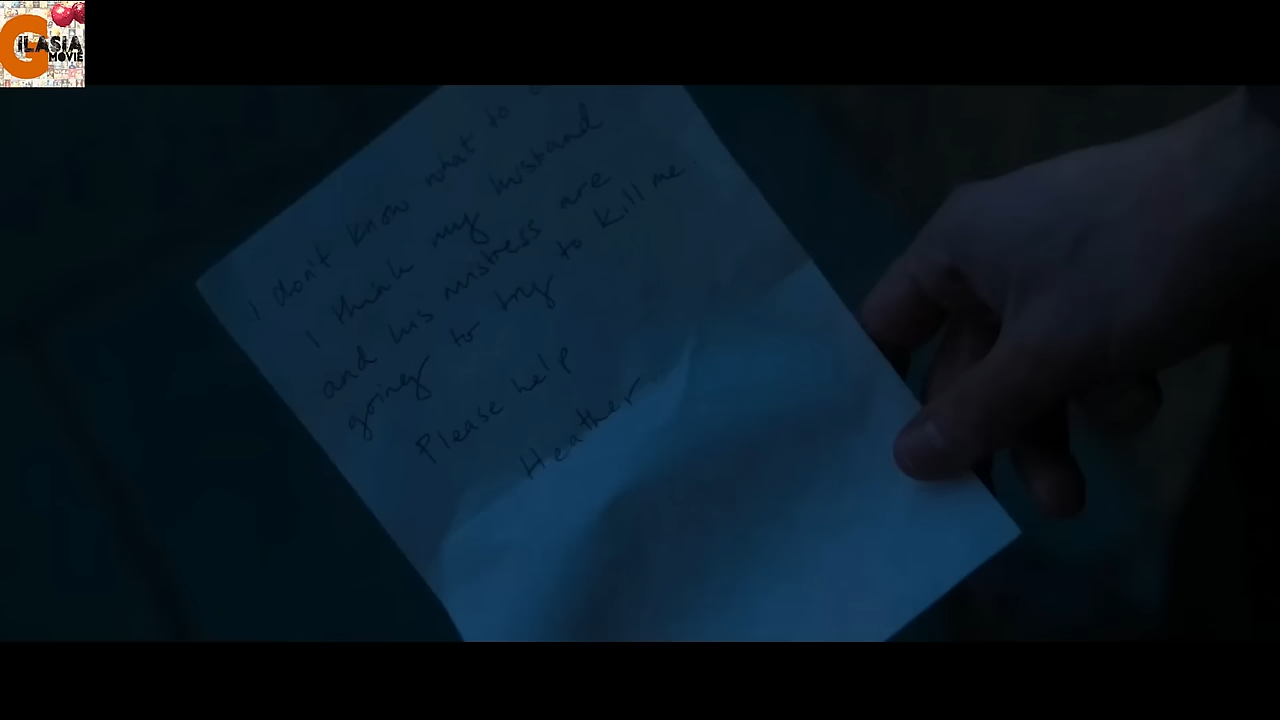 GILASIA
MOVIE
I don't know what to
I think my husband
and his mistress are
going to try to kill me
Please help
Heather